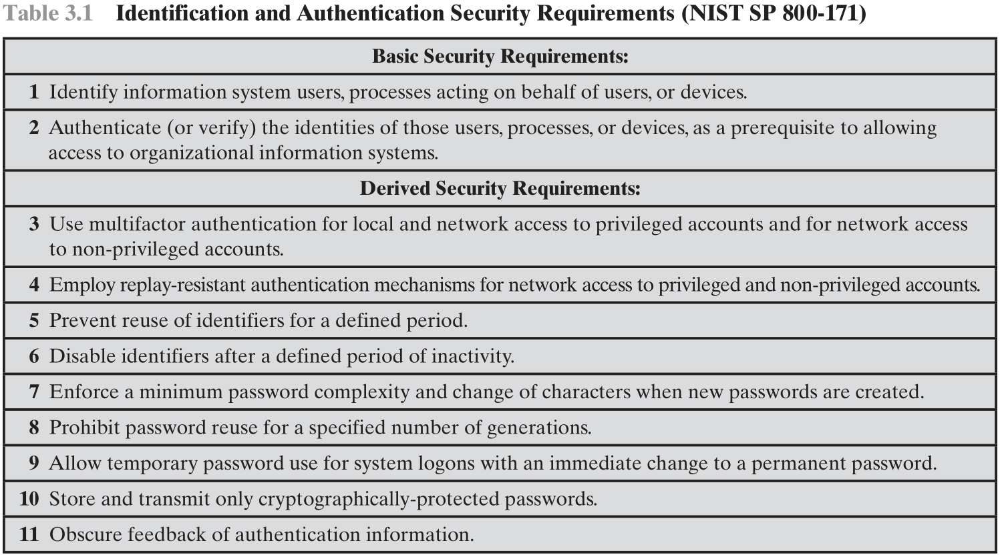 Table 3.1 Identification and Authentication Security Requirements (NIST SP 800-171)
Basic Security Requirements:
1 Identify information system users, processes acting on behalf of users, or devices.
2 Authenticate (or verify) the identities of those users, processes, or devices, as a prerequisite to allowing
access to organizational information systems.
Derived Security Requirements:
3 Use multifactor authentication for local and network access to privileged accounts and for network access
to non-privileged accounts.
4 Employ replay-resistant authentication mechanisms for network access to privileged and non-privileged accounts.
5 Prevent reuse of identifiers for a defined period.
6 Disable identifiers after a defined period of inactivity.
7 Enforce a minimum password complexity and change of characters when new passwords are created.
8 Prohibit password reuse for a specified number of generations.
9 Allow temporary password use for system logons with an immediate change to a permanent password.
10 Store and transmit only cryptographically-protected passwords.
11 Obscure feedback of authentication information.